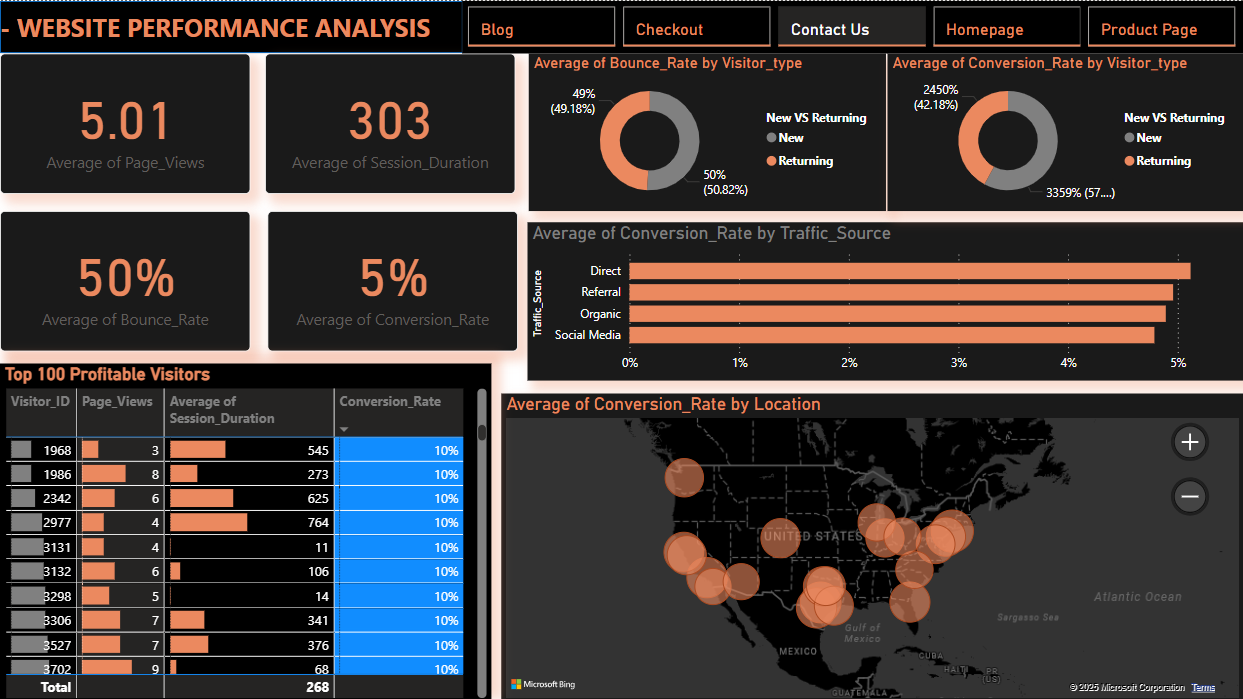 - WEBSITE PERFORMANCE ANALYSIS
Blog
Checkout
Contact Us
Homepage
Product Page
5.01
Average of Page_Views
303
Average of Session_Duration
50%
Average of Bounce_Rate
5%
Average of Conversion_Rate
Average of Bounce_Rate by Visitor_type
49%
(49.18%)
50%
(50.82%)
New VS Returning
New
Returning
Average of Conversion_Rate by Visitor_type
2450%
(42.18%)
3359% (57....)
New VS Returning
New
Returning
Average of Conversion_Rate by Traffic_Source
Traffic_Source
Direct
Referral
Organic
Social Media
0% 1% 2% 3% 4% 5%
Top 100 Profitable Visitors
Visitor_ID Page_Views Average of Session_Duration Conversion_Rate
1968 3 545 10%
1986 8 273 10%
2342 6 625 10%
2977 4 764 10%
3131 4 11 10%
3132 6 106 10%
3298 5 14 10%
3306 7 341 10%
3527 7 376 10%
3702 9 68 10%
Total 268
Average of Conversion_Rate by Location
UNITED STATES
Atlantic Ocean
Sargasso Sea
Gulf of
Mexico
MEXICO
CUBA
HAITI
PR
(US)
GUATEMALA
Microsoft Bing
© 2025 Microsoft Corporation Terms